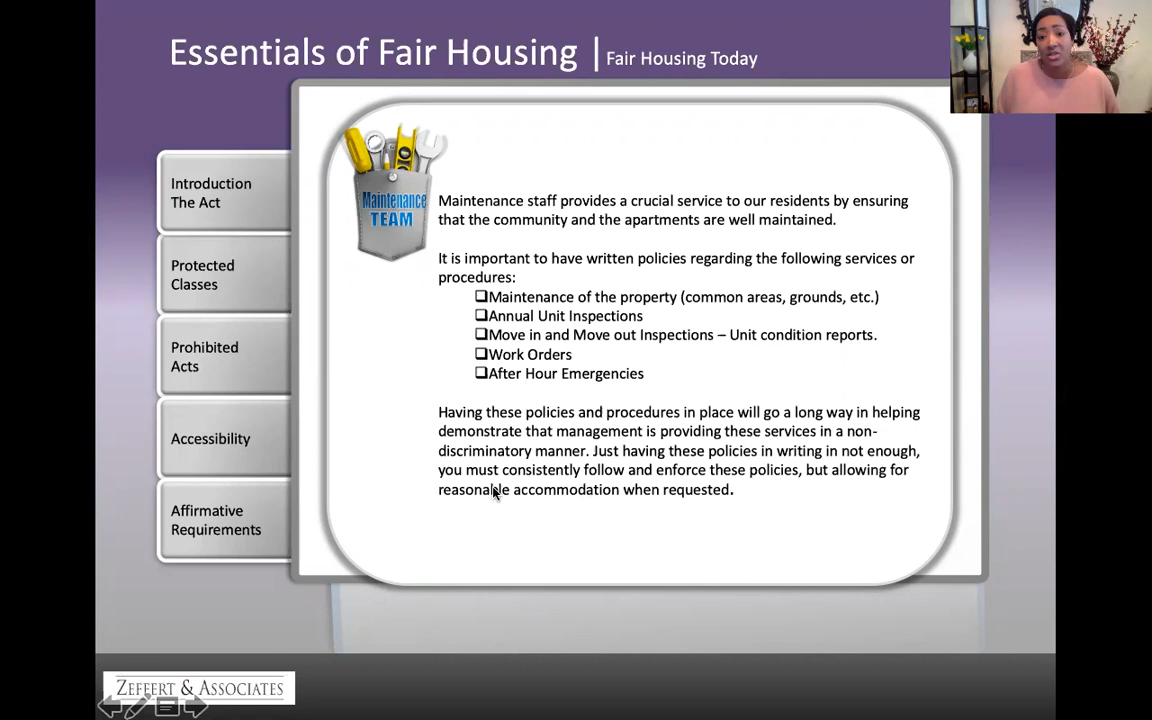 Essentials of Fair Housing | Fair Housing Today
Introduction
The Act
Protected
Classes
Prohibited
Acts
Accessibility
Affirmative
Requirements
Maintenance
TEAM
Maintenance staff provides a crucial service to our residents by ensuring
that the community and the apartments are well maintained.
It is important to have written policies regarding the following services or
procedures:
❑Maintenance of the property (common areas, grounds, etc.)
❑Annual Unit Inspections
❑Move in and Move out Inspections – Unit condition reports.
❑Work Orders
❑After Hour Emergencies
Having these policies and procedures in place will go a long way in helping
demonstrate that management is providing these services in a non-
discriminatory manner. Just having these policies in writing in not enough,
you must consistently follow and enforce these policies, but allowing for
reasonable accommodation when requested.
ZEFFERT & ASSOCIATES